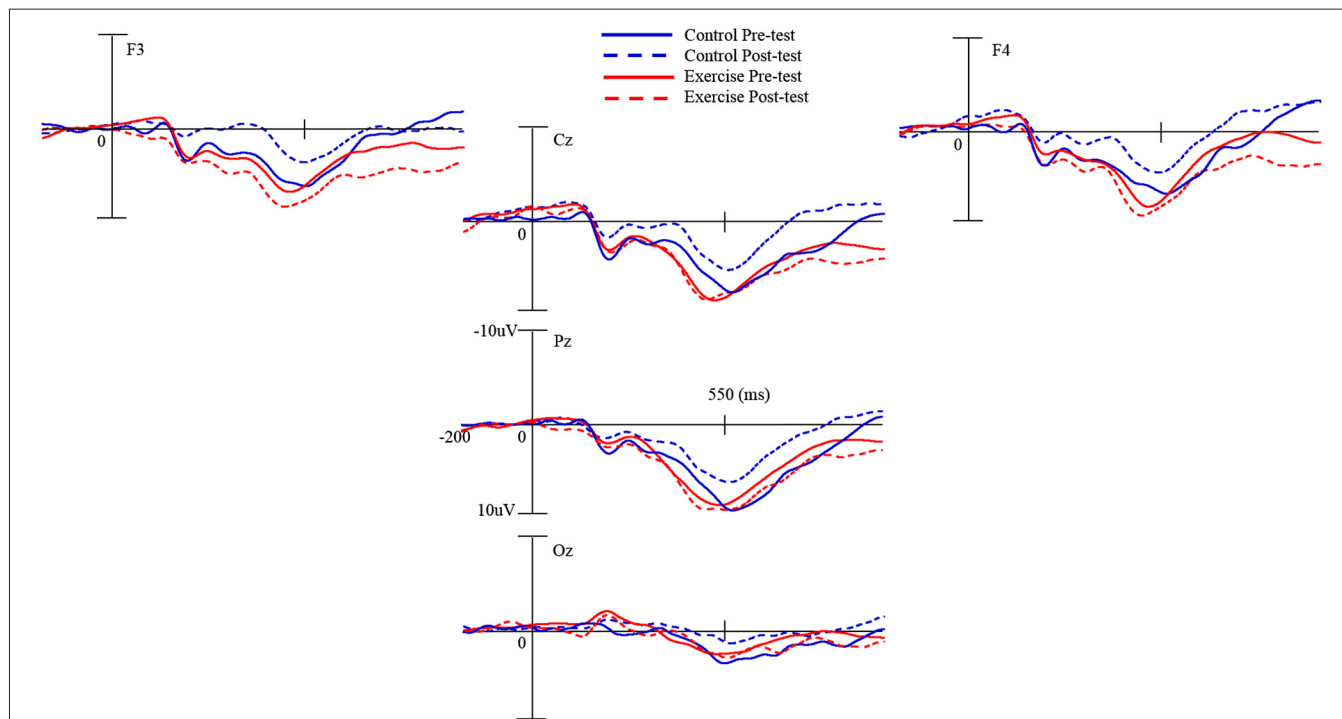 F3
0
Control Pre-test
Control Post-test
Exercise Pre-test
Exercise Post-test
F4
0
Cz
0
-10uV
Pz
550 (ms)
-200
0
10uV
Oz
0